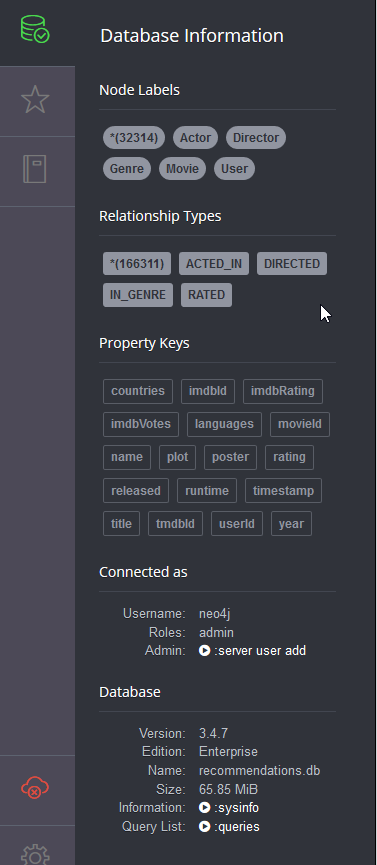 Database Information
Node Labels
*(32314) Actor Director
Genre Movie User
Relationship Types
*(166311) ACTED_IN DIRECTED
IN_GENRE RATED
Property Keys
countries imdbId imdbRating
imdbVotes languages movieId
name plot poster rating
released runtime timestamp
title tmdbId userId year
Connected as
Username: neo4j
Roles: admin
Admin: :server user add
Database
Version: 3.4.7
Edition: Enterprise
Name: recommendations.db
Size: 65.85 MiB
Information: :sysinfo
Query List: :queries